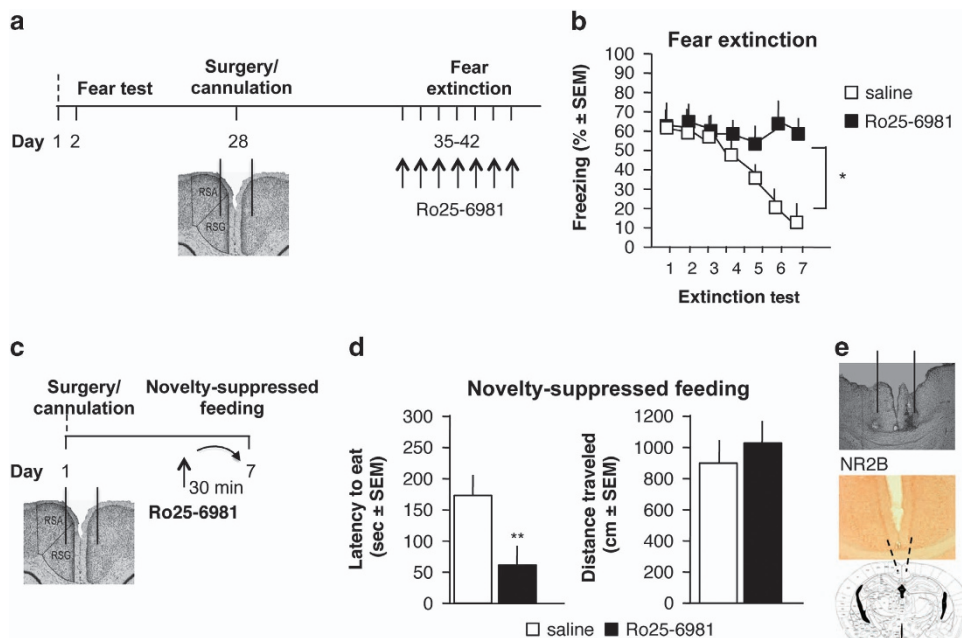 a
Fear test
Surgery/
cannulation
Fear
extinction
Day 1 2 28 35-42
RSA
RSG
Ro25-6981
b
Fear extinction
Freezing (% ± SEM)
100
90
80
70
60
50
40
30
20
10
0
saline
Ro25-6981
*
1 2 3 4 5 6 7
Extinction test
c
Surgery/
cannulation
Novelty-suppressed
feeding
Day 1 7
30 min
Ro25-6981
RSA
RSG
d
Novelty-suppressed feeding
Latency to eat
(sec ± SEM)
300
250
200
150
100
50
0
**
Distance traveled
(cm ± SEM)
1200
1000
800
600
400
200
0
saline Ro25-6981
e
NR2B